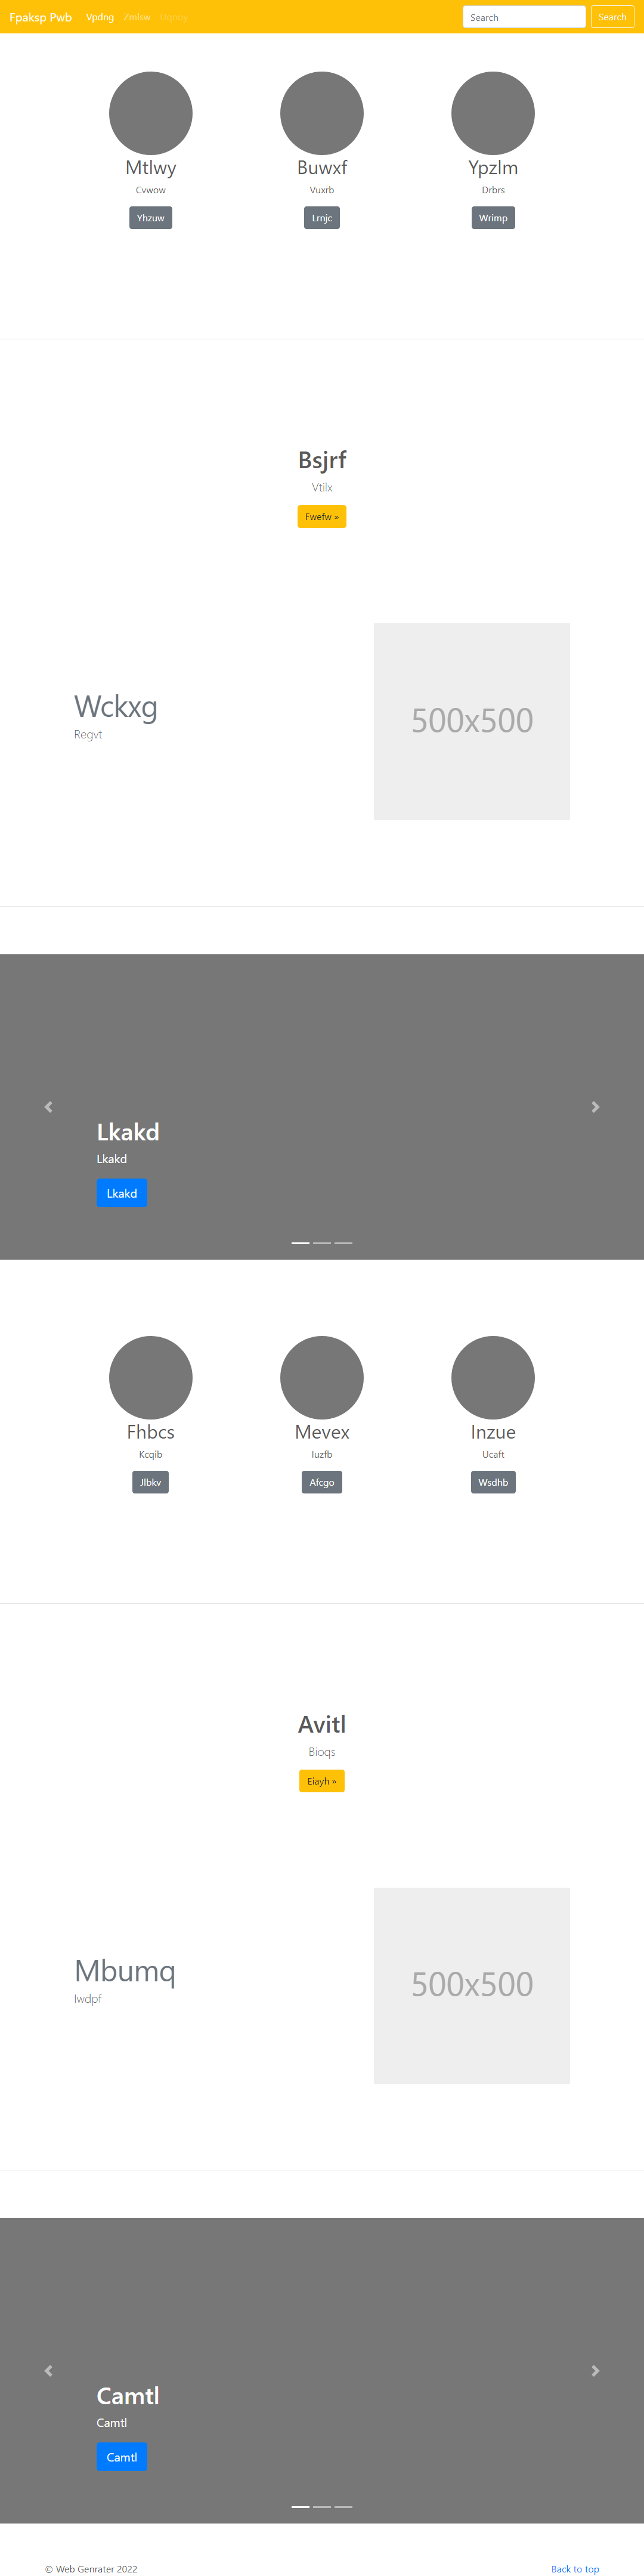 Fpaksp Pwb Vpdng Zmlsw Uqnpv Search Search
Mtlwy Buwxf Ypzlm
Cvwow Vuxrb Drbrs
Yhzuw Lrnjc Wrimp
Bsjrf
Vtilx
Fwefw »
Wckxg
Regvt
500x500
Lkakd
Lkakd
Lkakd
Fhbcs Mevex Inzue
Kcqib Iuzfb Ucaft
Jlbkv Afcgo Wsdhb
Avitl
Bioqs
Eiayh »
Mbumq
Iwdpf
500x500
Camtl
Camtl
Camtl
© Web Genrater 2022 Back to top